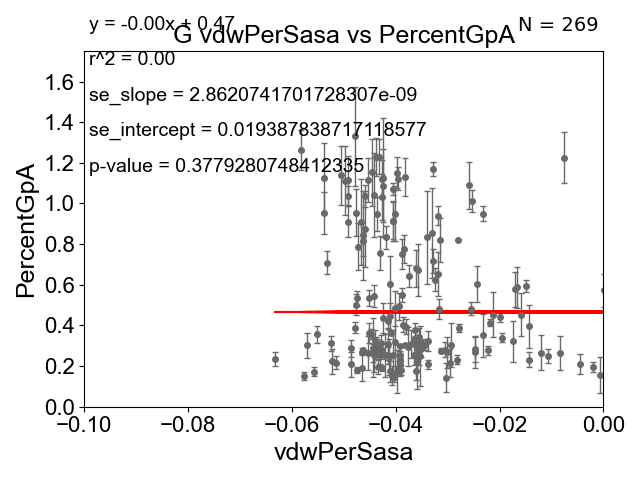 y = -0.00x + 0.47
N = 269
G vdwPerSasa vs PercentGpA
r^2 = 0.00
se_slope = 2.8620741701728307e-09
se_intercept = 0.019387838717118577
p-value = 0.3779280748412335
PercentGpA
1.6
1.4
1.2
1.0
0.8
0.6
0.4
0.2
0.0
−0.10 −0.08 −0.06 −0.04 −0.02 0.00
vdwPerSasa